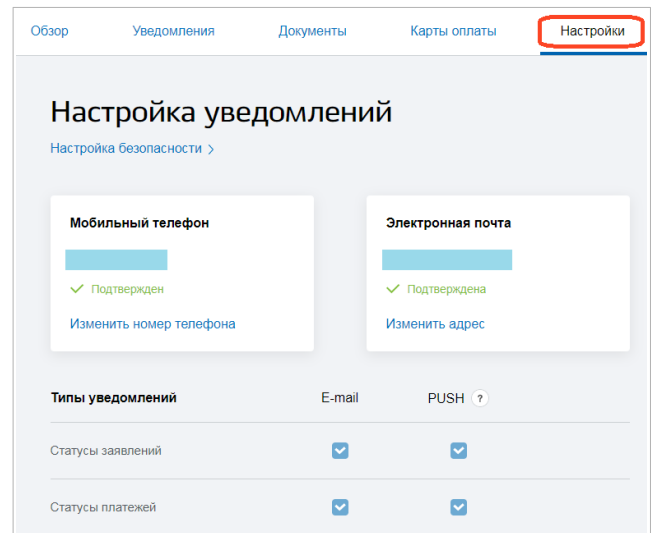 Обзор Уведомления Документы Карты оплаты Настройки
Настройка уведомлений
Настройка безопасности >
Мобильный телефон Электронная почта
Подтвержден Подтверждена
Изменить номер телефона Изменить адрес
Типы уведомлений E-mail PUSH ?
Статусы заявлений
Статусы платежей